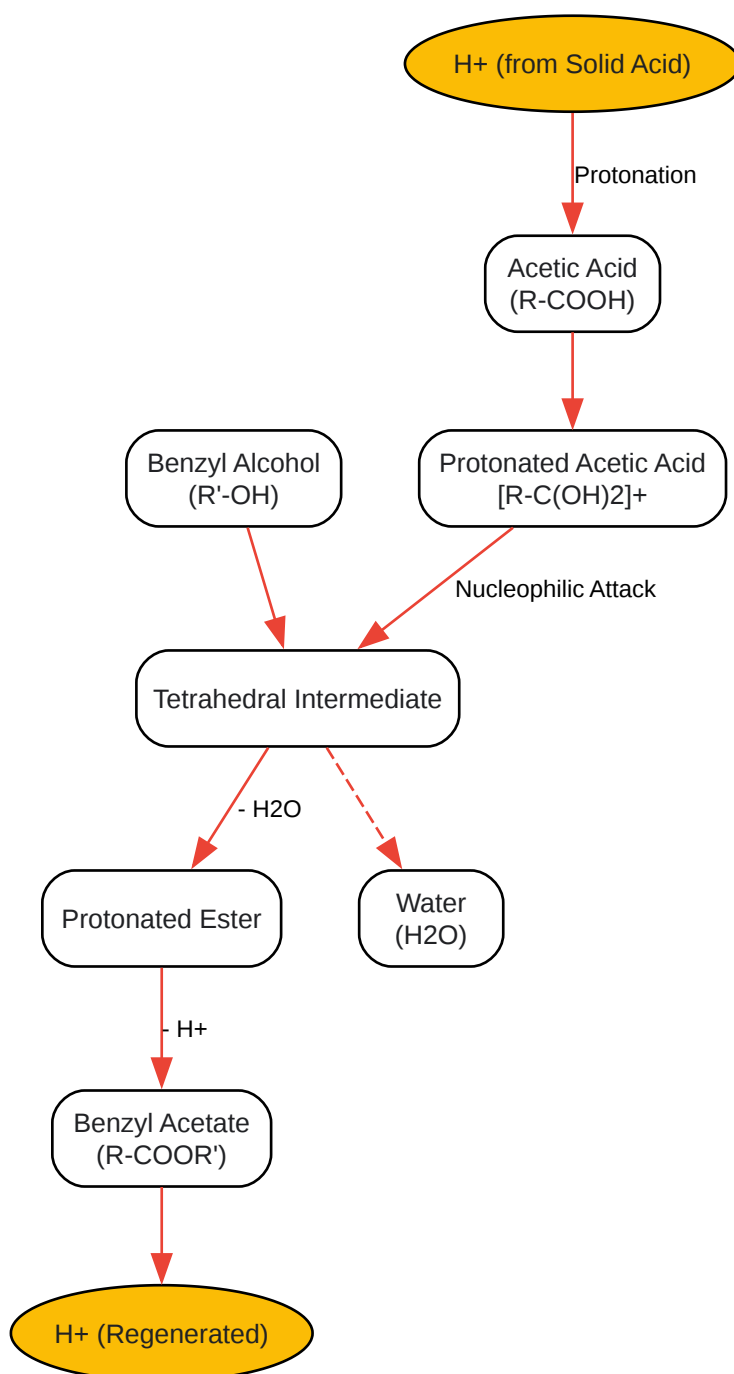 H+ (from Solid Acid)
Protonation
Acetic Acid
(R-COOH)
Benzyl Alcohol
(R'-OH)
Protonated Acetic Acid
[R-C(OH)2]+
Nucleophilic Attack
Tetrahedral Intermediate
- H2O
Protonated Ester
Water
(H2O)
- H+
Benzyl Acetate
(R-COOR')
H+ (Regenerated)